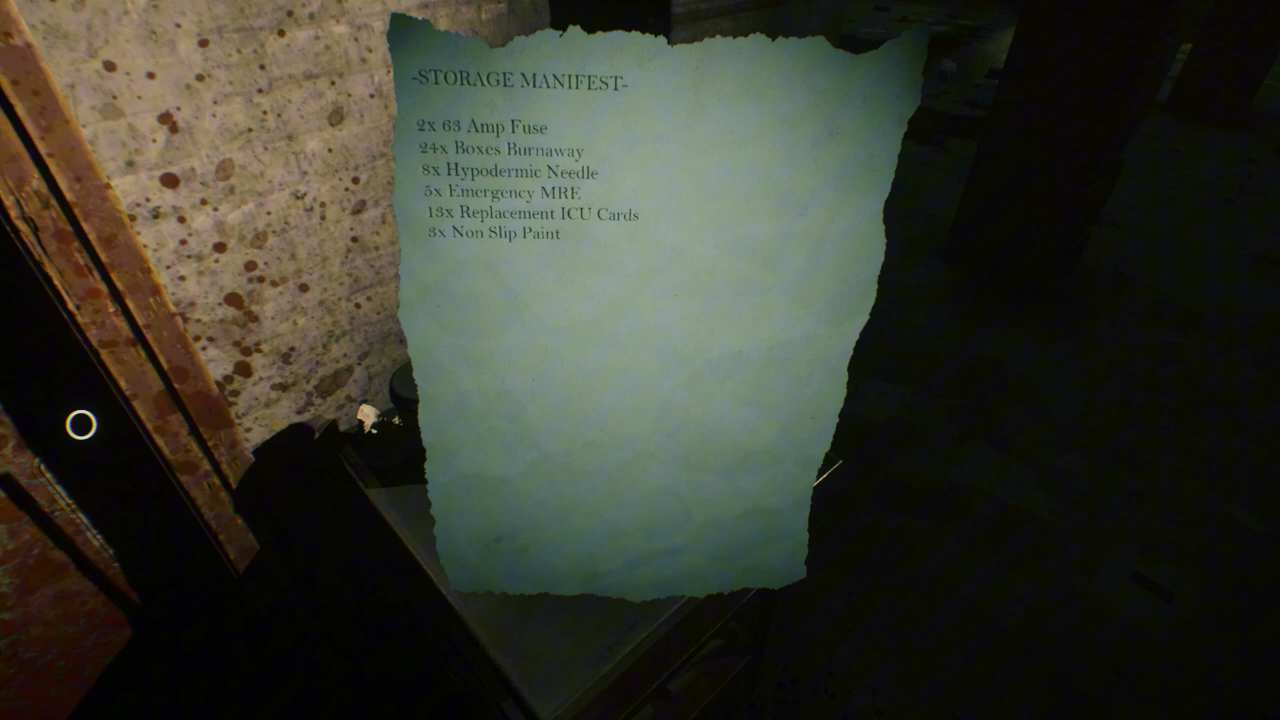 -STORAGE MANIFEST-
2x 63 Amp Fuse
24x Boxes Burnaway
8x Hypodermic Needle
5x Emergency MRE
13x Replacement ICU Cards
3x Non Slip Paint